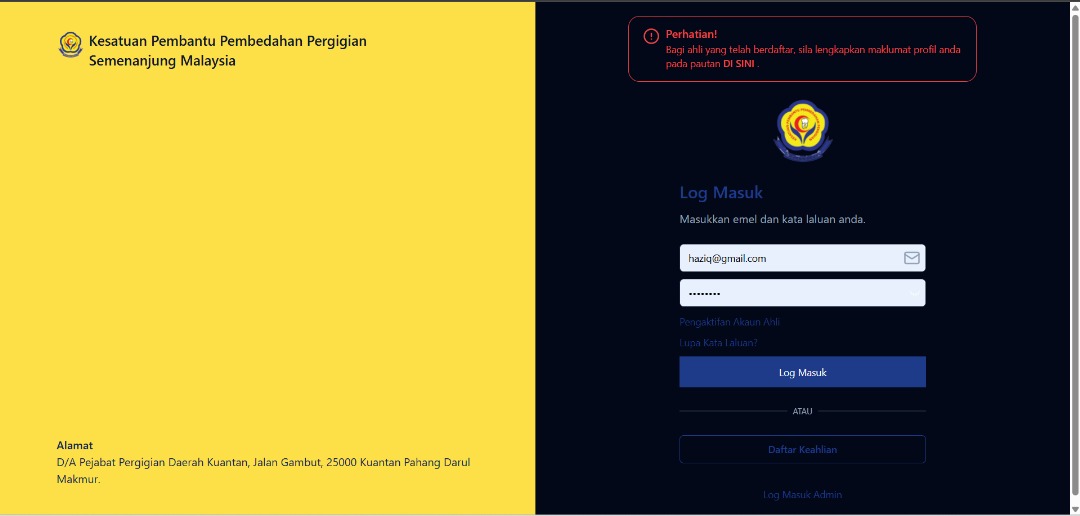 Kesatuan Pembantu Pembedahan Pergigian
Semenanjung Malaysia
Alamat
D/A Pejabat Pergigian Daerah Kuantan, Jalan Gambut, 25000 Kuantan Pahang Darul
Makmur.
Perhatian!
Bagi ahli yang telah berdaftar, sila lengkapkan maklumat profil anda
pada pautan DI SINI .
Log Masuk
Masukkan emel dan kata laluan anda.
haziq@gmail.com
••••••••
Pengaktifan Akaun Ahli
Lupa Kata Laluan?
Log Masuk
ATAU
Daftar Keahlian
Log Masuk Admin